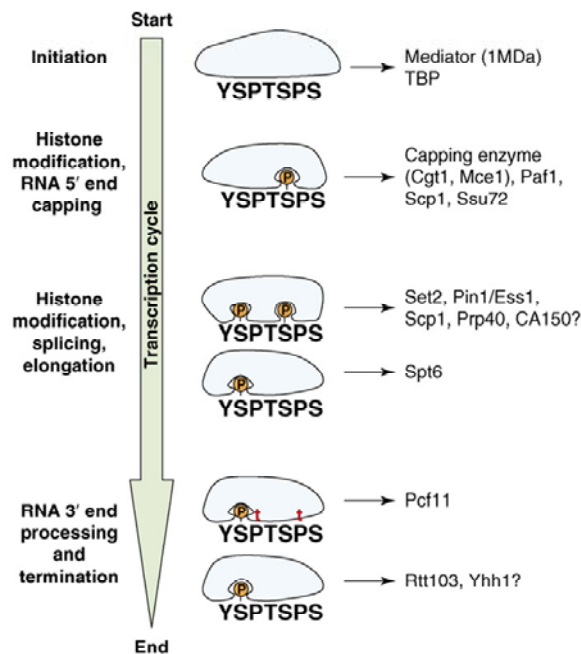 Start
Initiation
YSPTSPS
Mediator (1MDa)
TBP
Histone
modification,
RNA 5′ end
capping
P
YSPTSPS
Capping enzyme
(Cgt1, Mce1), Paf1,
Scp1, Ssu72
Transcription cycle
Histone
modification,
splicing,
elongation
P P
YSPTSPS
Set2, Pin1/Ess1,
Scp1, Prp40, CA150?
P
YSPTSPS
Spt6
RNA 3′ end
processing
and
termination
P t t
YSPTSPS
Pcf11
P
YSPTSPS
Rtt103, Yhh1?
End